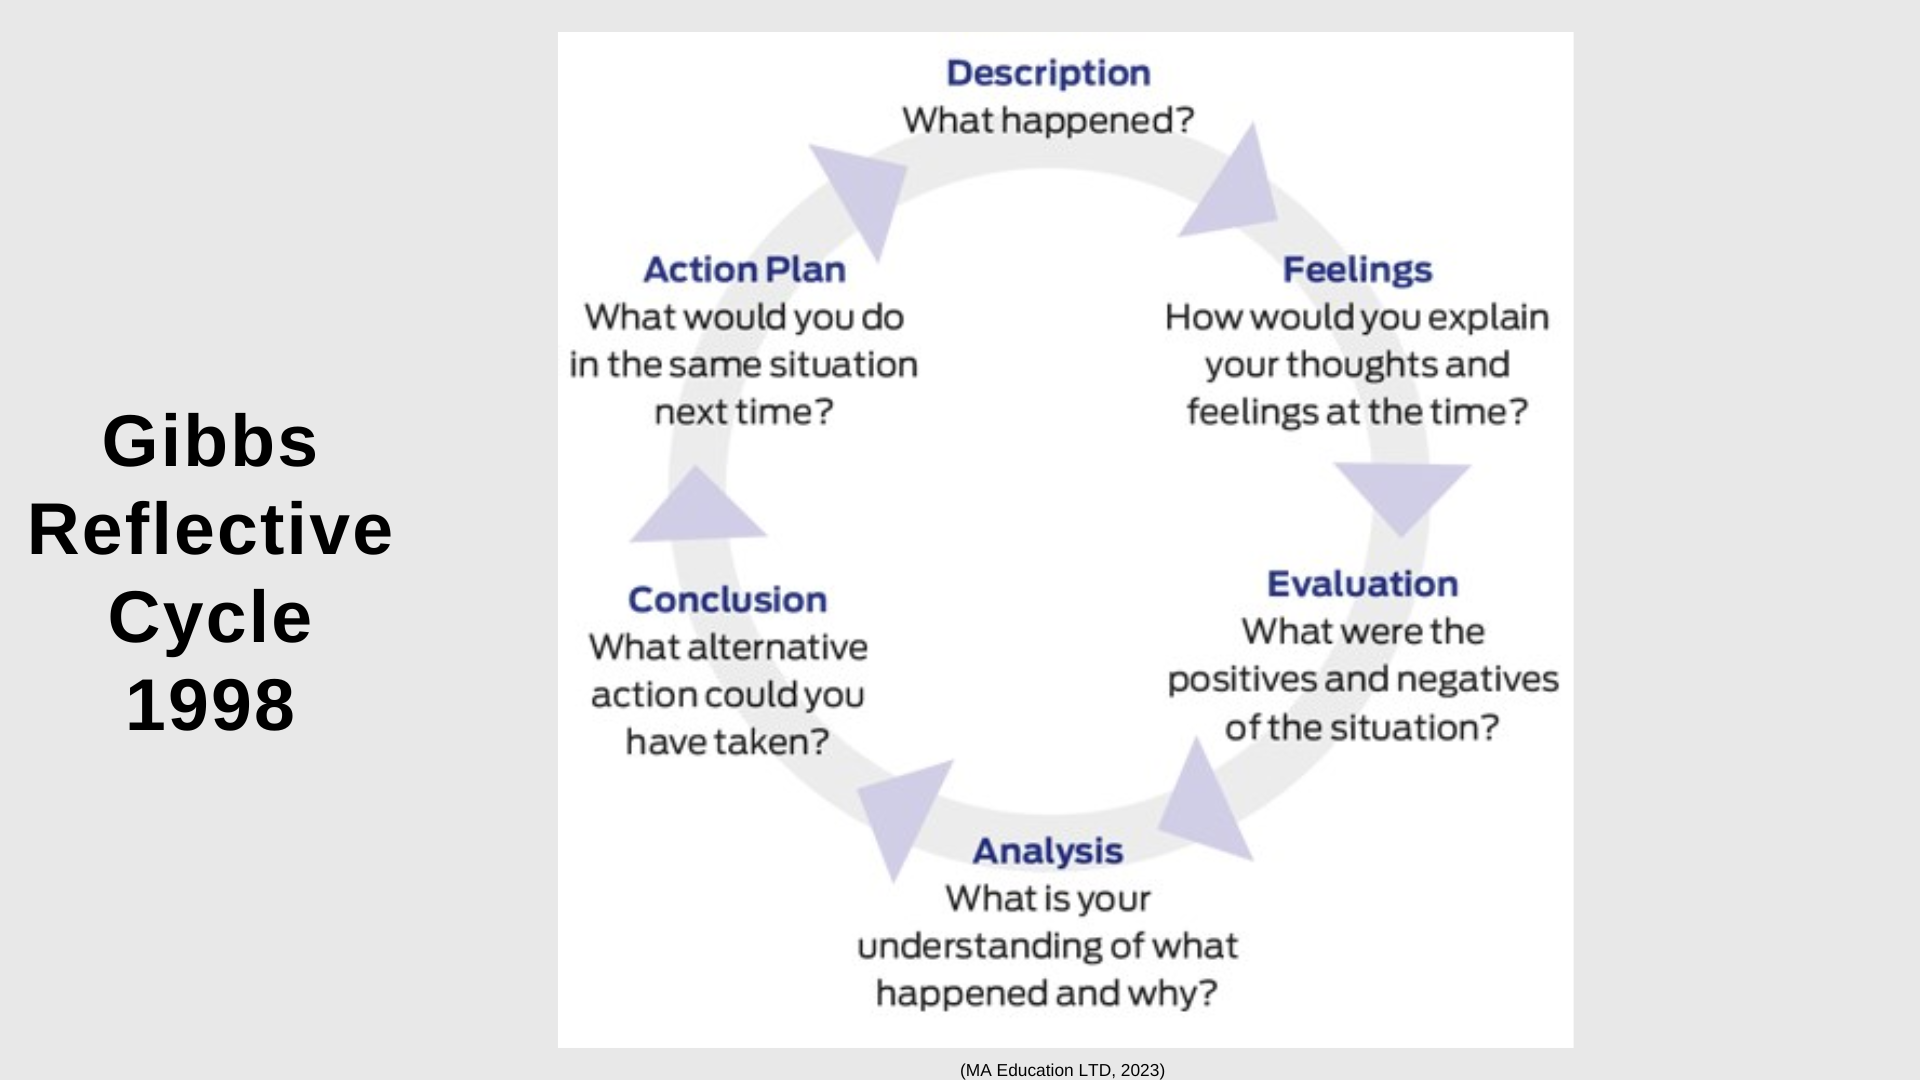 Gibbs
Reflective
Cycle
1998
Description
What happened?
Feelings
How would you explain
your thoughts and
feelings at the time?
Evaluation
What were the
positives and negatives
of the situation?
Analysis
What is your
understanding of what
happened and why?
Conclusion
What alternative
action could you
have taken?
Action Plan
What would you do
in the same situation
next time?
(MA Education LTD, 2023)